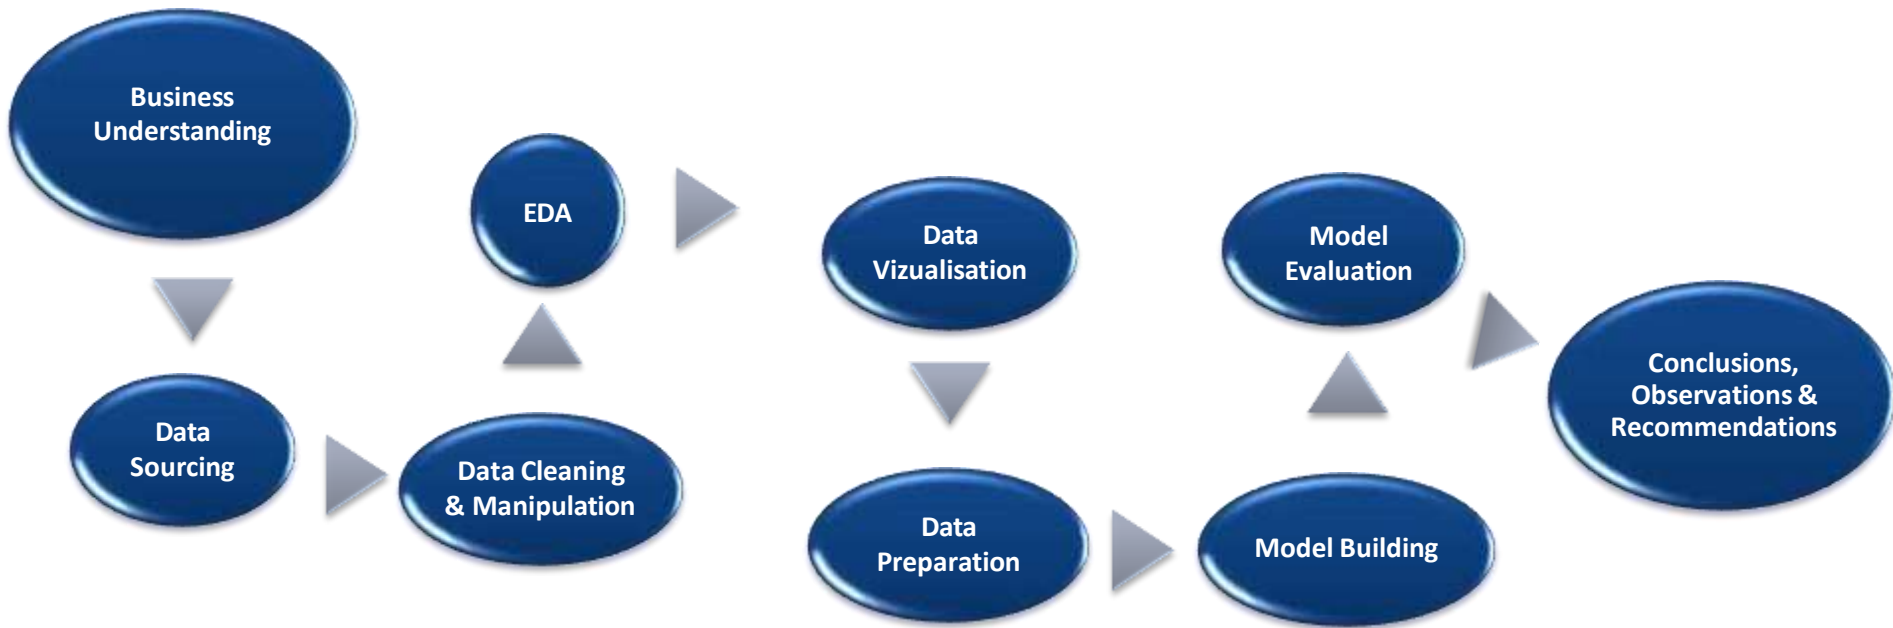 Business
Understanding
Data
Sourcing
Data Cleaning
& Manipulation
EDA
Data
Vizualisation
Data
Preparation
Model Building
Model
Evaluation
Conclusions,
Observations &
Recommendations